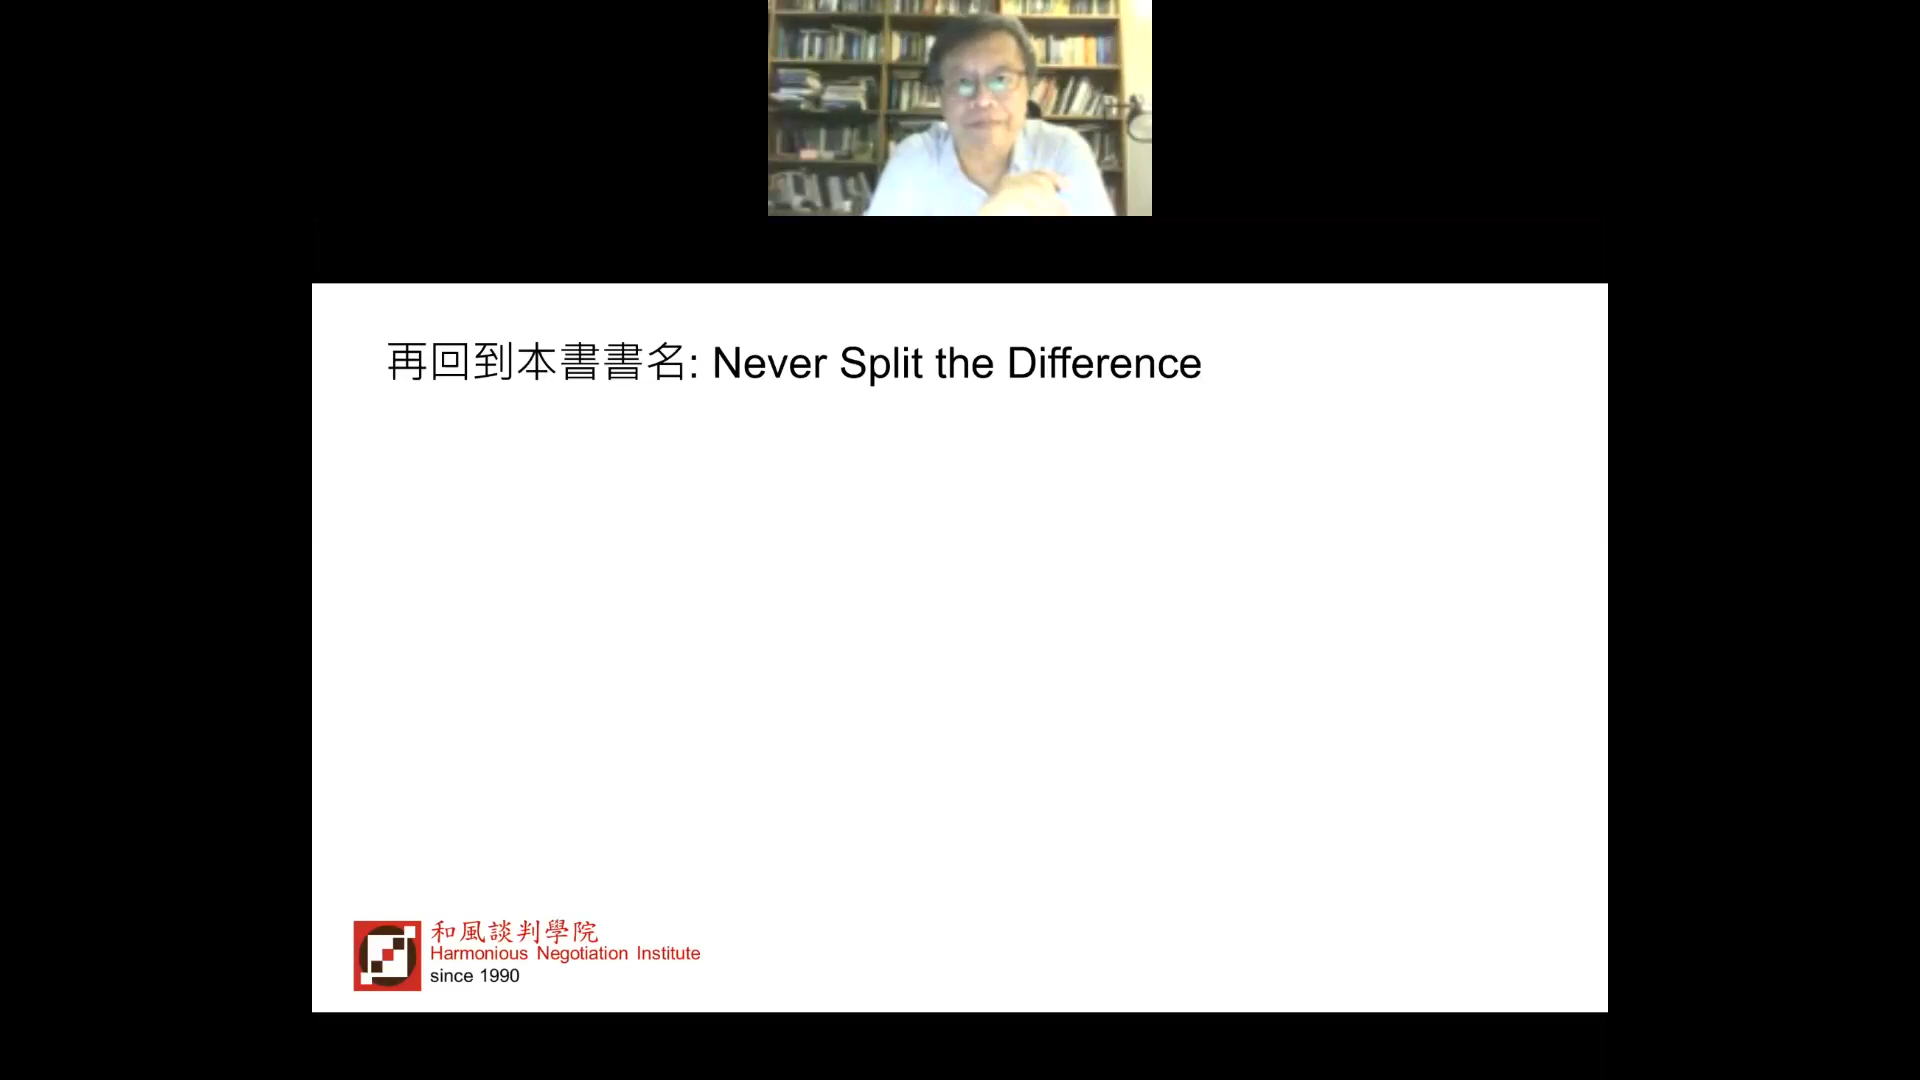 再回到本書書名: Never Split the Difference
和風談判學院
Harmonious Negotiation Institute
since 1990